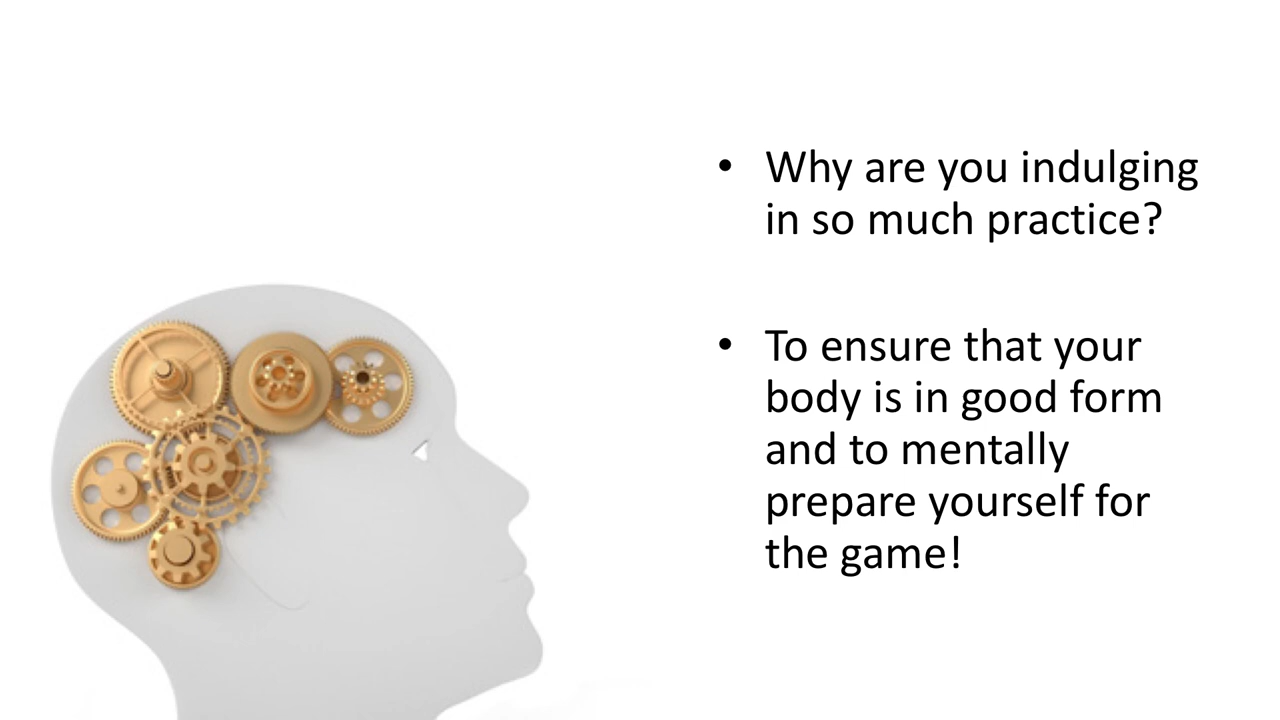 • Why are you indulging
in so much practice?
• To ensure that your
body is in good form
and to mentally
prepare yourself for
the game!